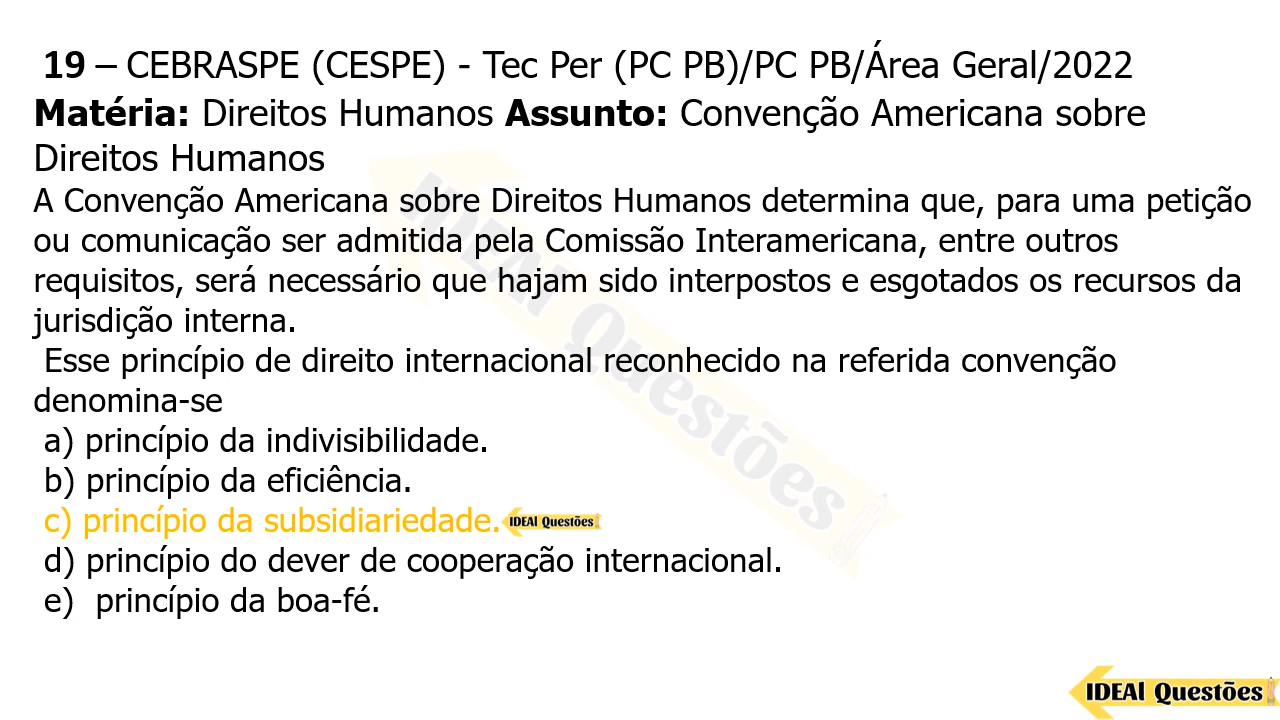 19 – CEBRASPE (CESPE) - Tec Per (PC PB)/PC PB/Área Geral/2022
Matéria: Direitos Humanos Assunto: Convenção Americana sobre
Direitos Humanos
A Convenção Americana sobre Direitos Humanos determina que, para uma petição
ou comunicação ser admitida pela Comissão Interamericana, entre outros
requisitos, será necessário que hajam sido interpostos e esgotados os recursos da
jurisdição interna.
Esse princípio de direito internacional reconhecido na referida convenção
denomina-se
a) princípio da indivisibilidade.
b) princípio da eficiência.
c) princípio da subsidiariedade. IDEAl Questões
d) princípio do dever de cooperação internacional.
e) princípio da boa-fé.
IDEAl Questões
IDEAl Questões